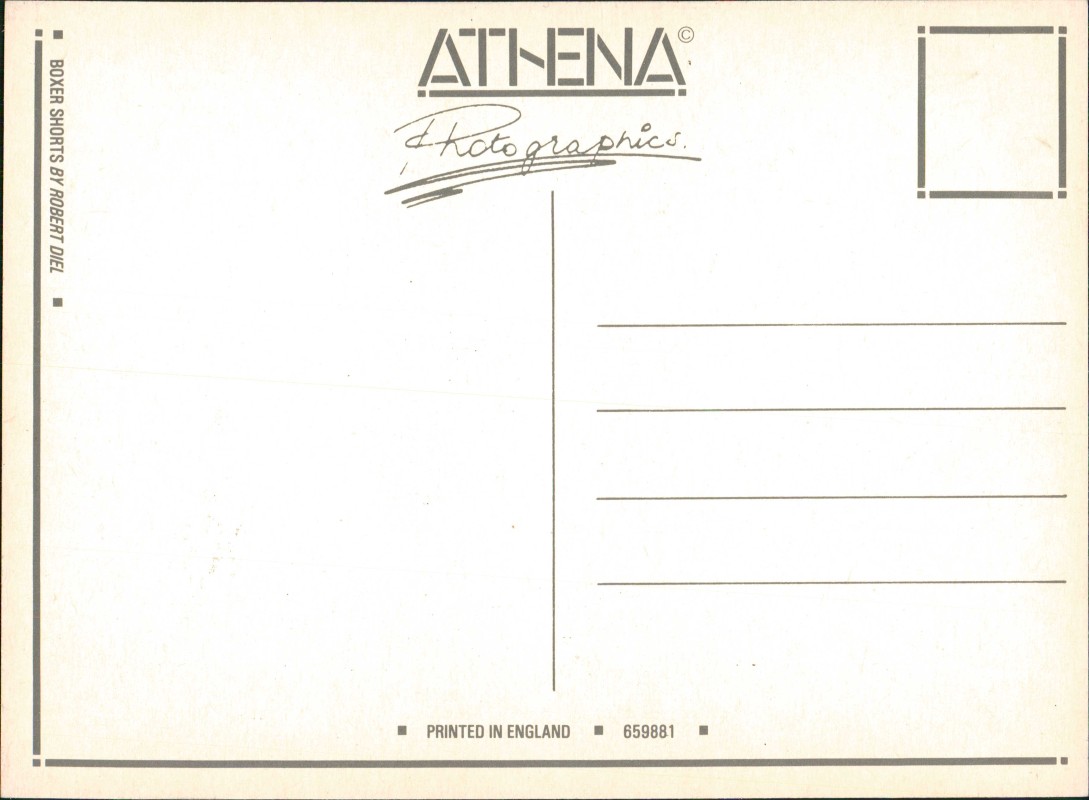 ATHENA©
Photographics.
BOXER SHORTS BY ROBERT DIEL
PRINTED IN ENGLAND ▪ 659881